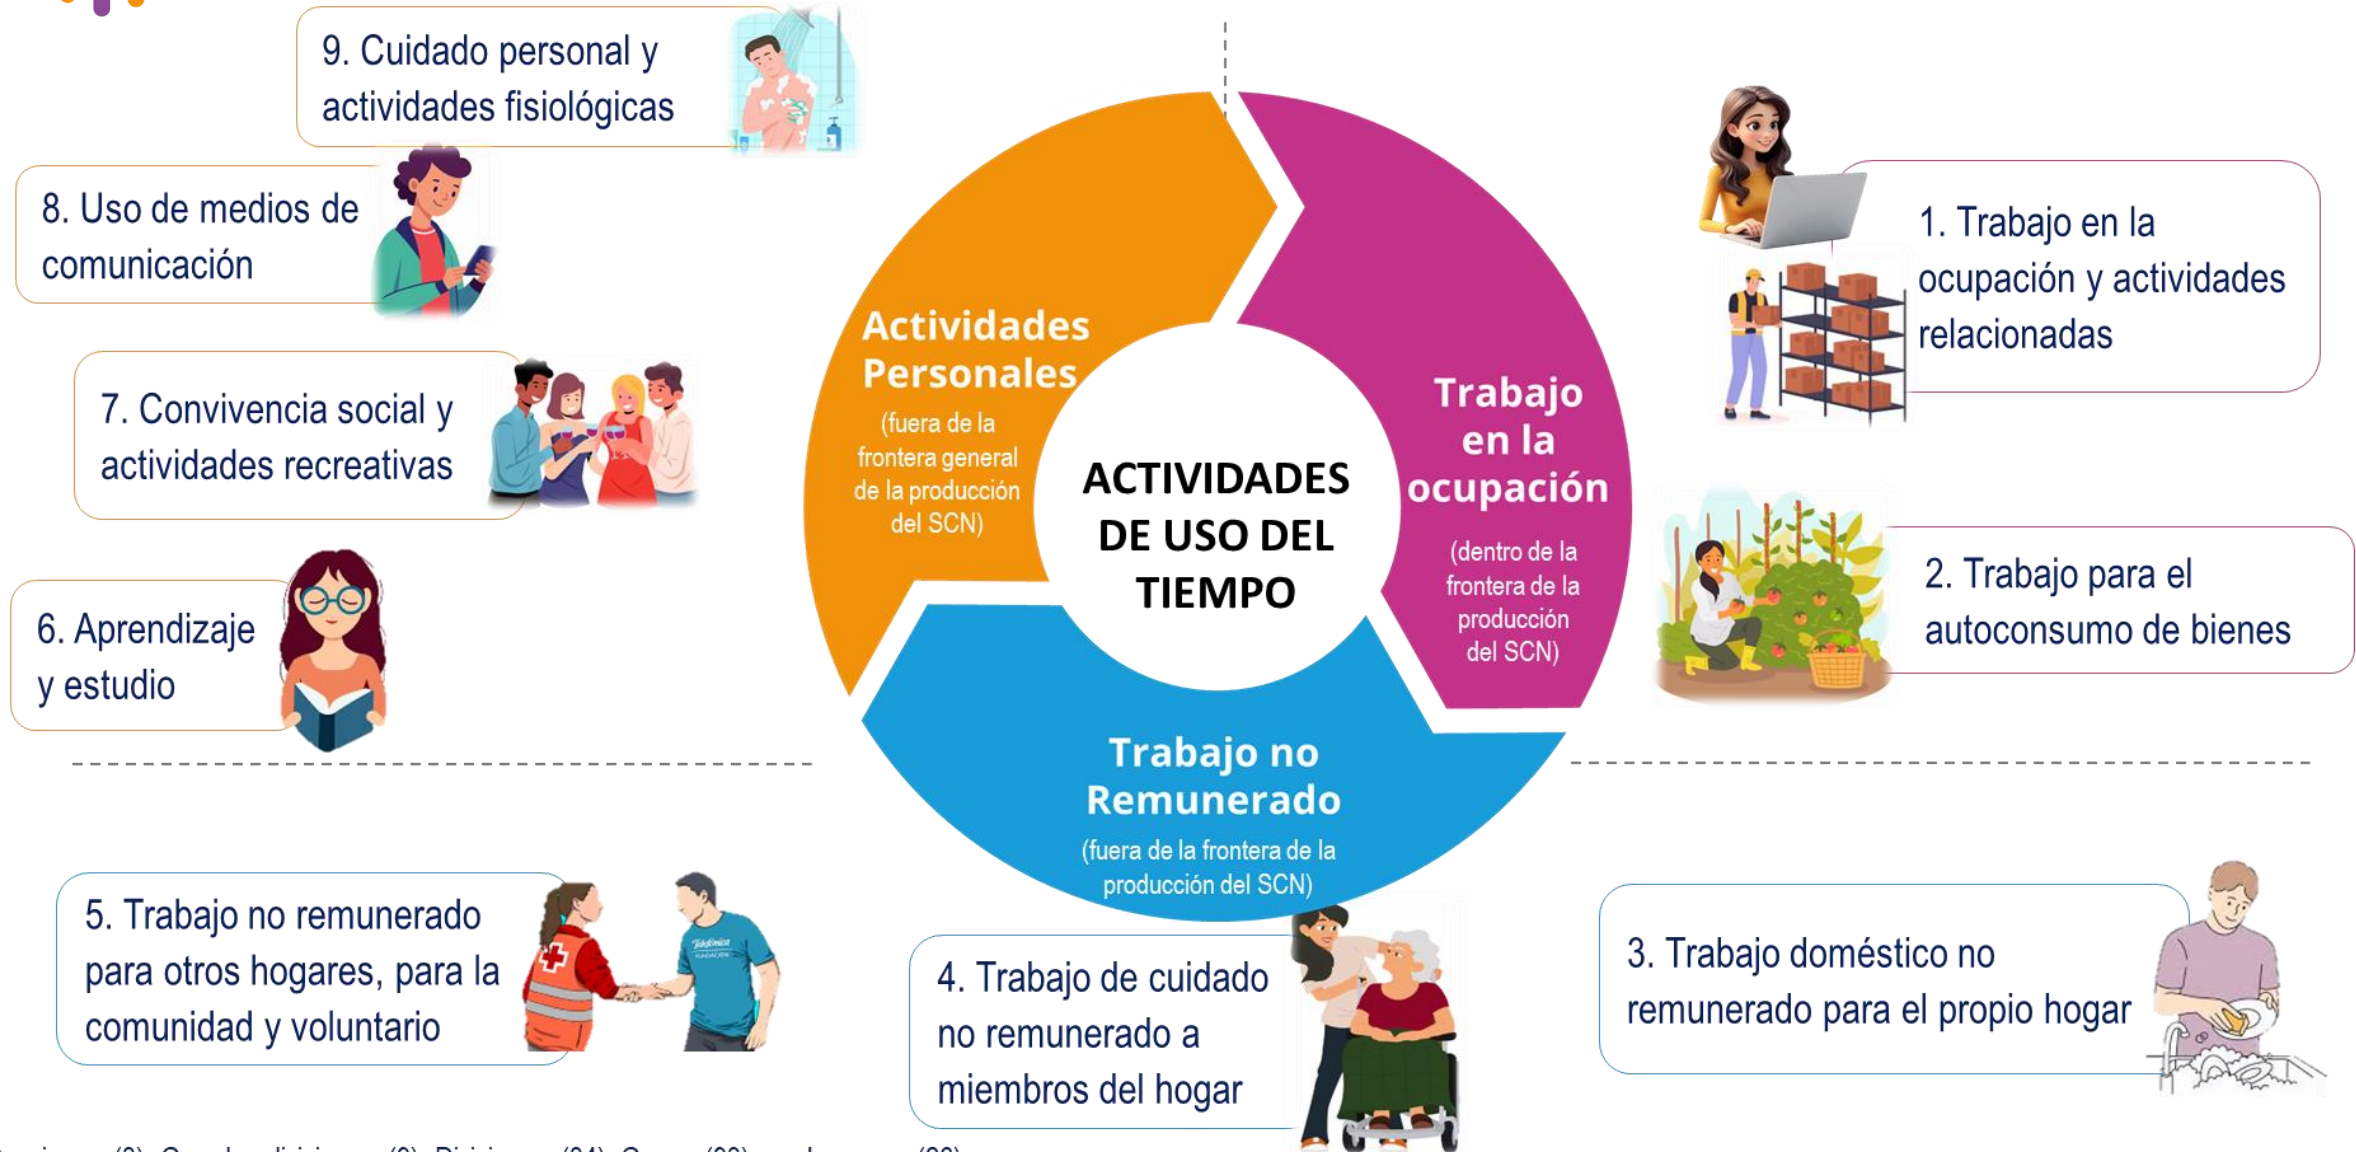 9. Cuidado personal y
actividades fisiológicas
8. Uso de medios de
comunicación
7. Convivencia social y
actividades recreativas
6. Aprendizaje
y estudio
Actividades
Personales
(fuera de la
frontera general
de la producción
del SCN)
ACTIVIDADES
DE USO DEL
TIEMPO
Trabajo
en la
ocupación
(dentro de la
frontera de la
producción
del SCN)
1. Trabajo en la
ocupación y actividades
relacionadas
2. Trabajo para el
autoconsumo de bienes
Trabajo no
Remunerado
(fuera de la frontera de la
producción del SCN)
5. Trabajo no remunerado
para otros hogares, para la
comunidad y voluntario
Telefónica
FUNDACIÓN
4. Trabajo de cuidado
no remunerado a
miembros del hogar
3. Trabajo doméstico no
remunerado para el propio hogar